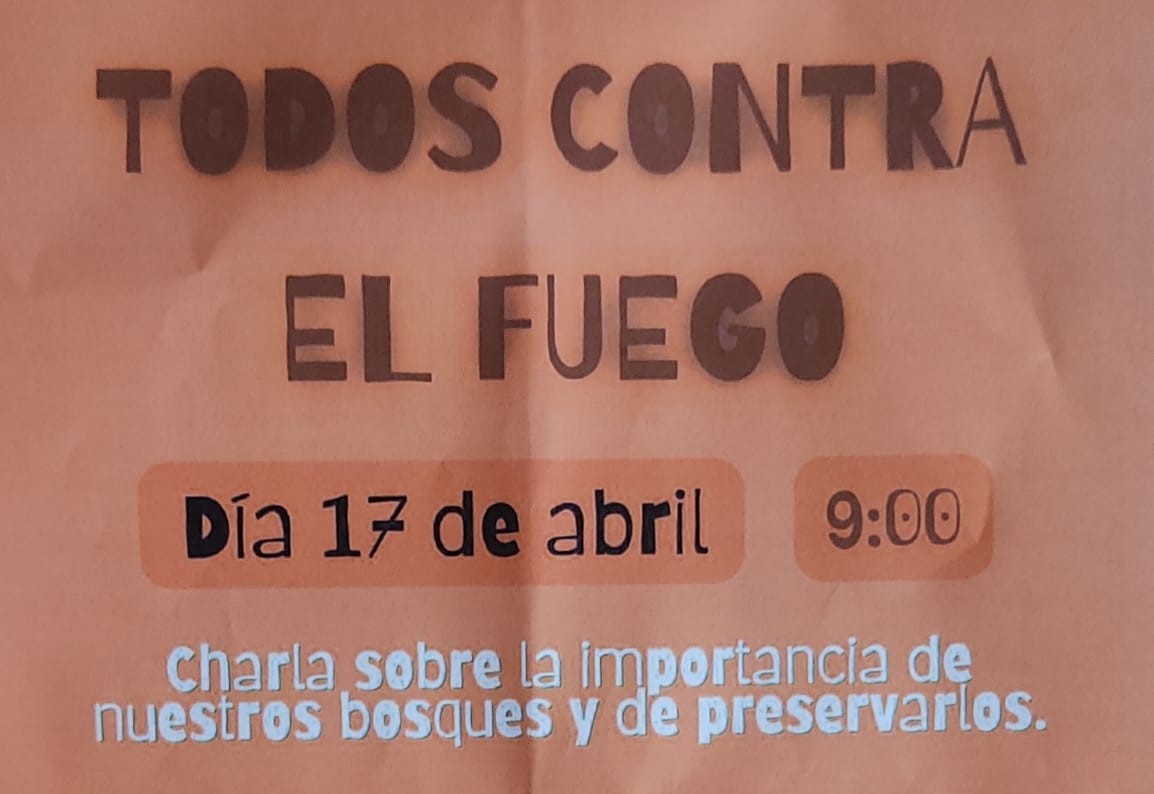 TODOS CONTRA
EL FUEGO
Día 17 de abril 9:00
Charla sobre la importancia de
nuestros bosques y de preservarlos.